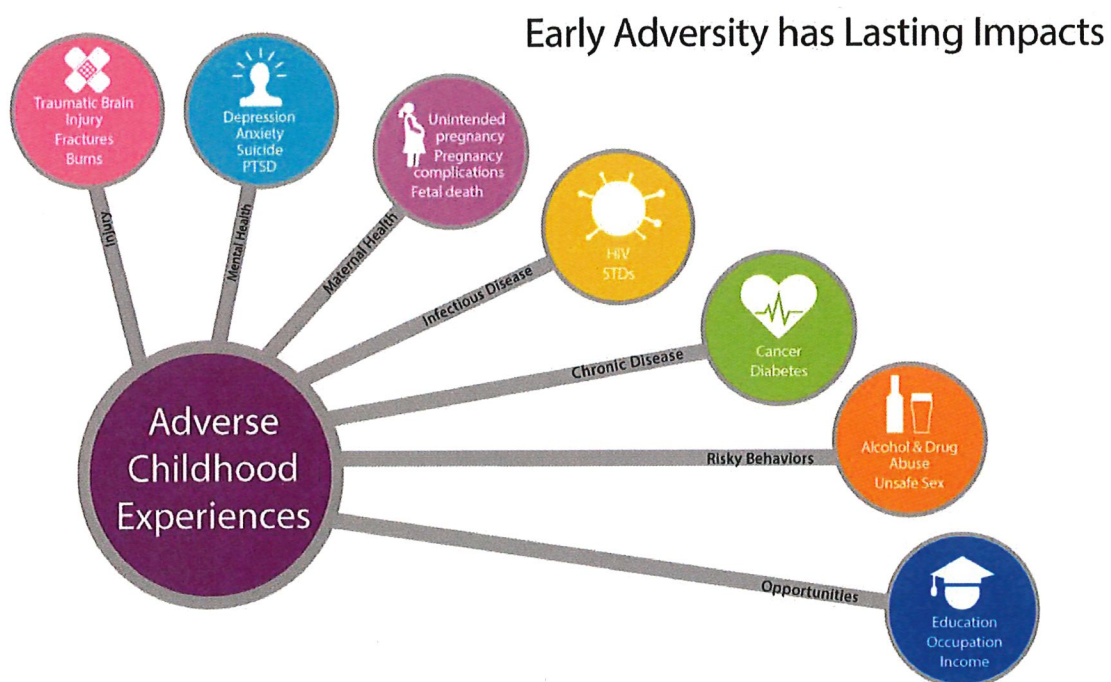 Early Adversity has Lasting Impacts
Traumatic Brain
Injury
Fractures
Burns
Injury
Depression
Anxiety
Suicide
PTSD
Mental Health
Unintended
pregnancy
Pregnancy
complications
Fetal death
Maternal Health
HIV
STDs
Infectious Disease
Cancer
Diabetes
Chronic Disease
Alcohol & Drug
Abuse
Unsafe Sex
Risky Behaviors
Education
Occupation
Income
Opportunities
Adverse
Childhood
Experiences